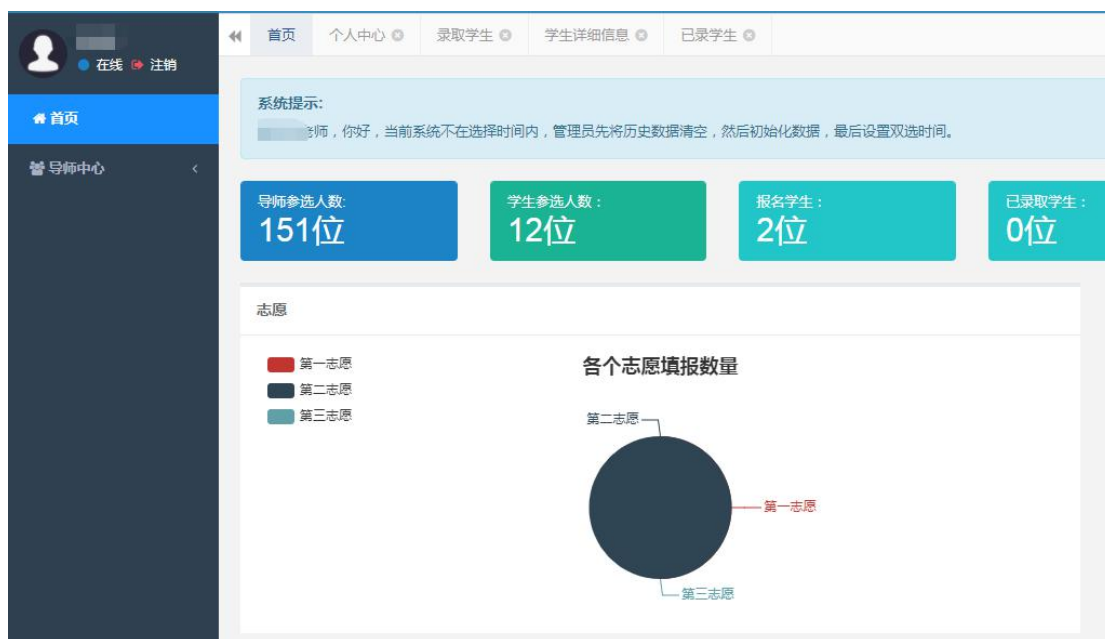 在线 注销
首页
导师中心
首页 个人中心 录取学生 学生详细信息 已录学生
系统提示:
师，你好，当前系统不在选择时间内，管理员先将历史数据清空，然后初始化数据，最后设置双选时间。
导师参选人数:
151位
学生参选人数：
12位
报名学生：
2位
已录取学生：
0位
志愿
第一志愿
第二志愿
第三志愿
各个志愿填报数量
第二志愿
第一志愿
第三志愿